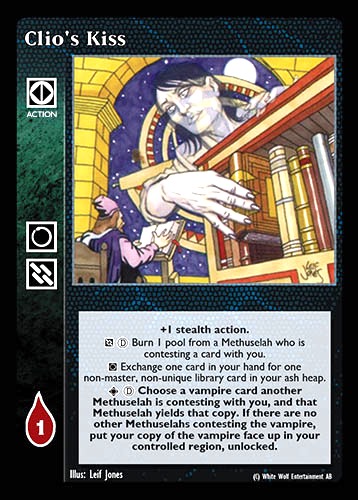 Clio's Kiss
ACTION
+1 stealth action.
D Burn 1 pool from a Methuselah who is
contesting a card with you.
Exchange one card in your hand for one
non-master, non-unique library card in your ash heap.
D Choose a vampire card another
Methuselah is contesting with you, and that
Methuselah yields that copy. If there are no
other Methuselahs contesting the vampire,
put your copy of the vampire face up in your
controlled region, unlocked.
1
Illus: Leif Jones
(C) White Wolf Entertainment AB